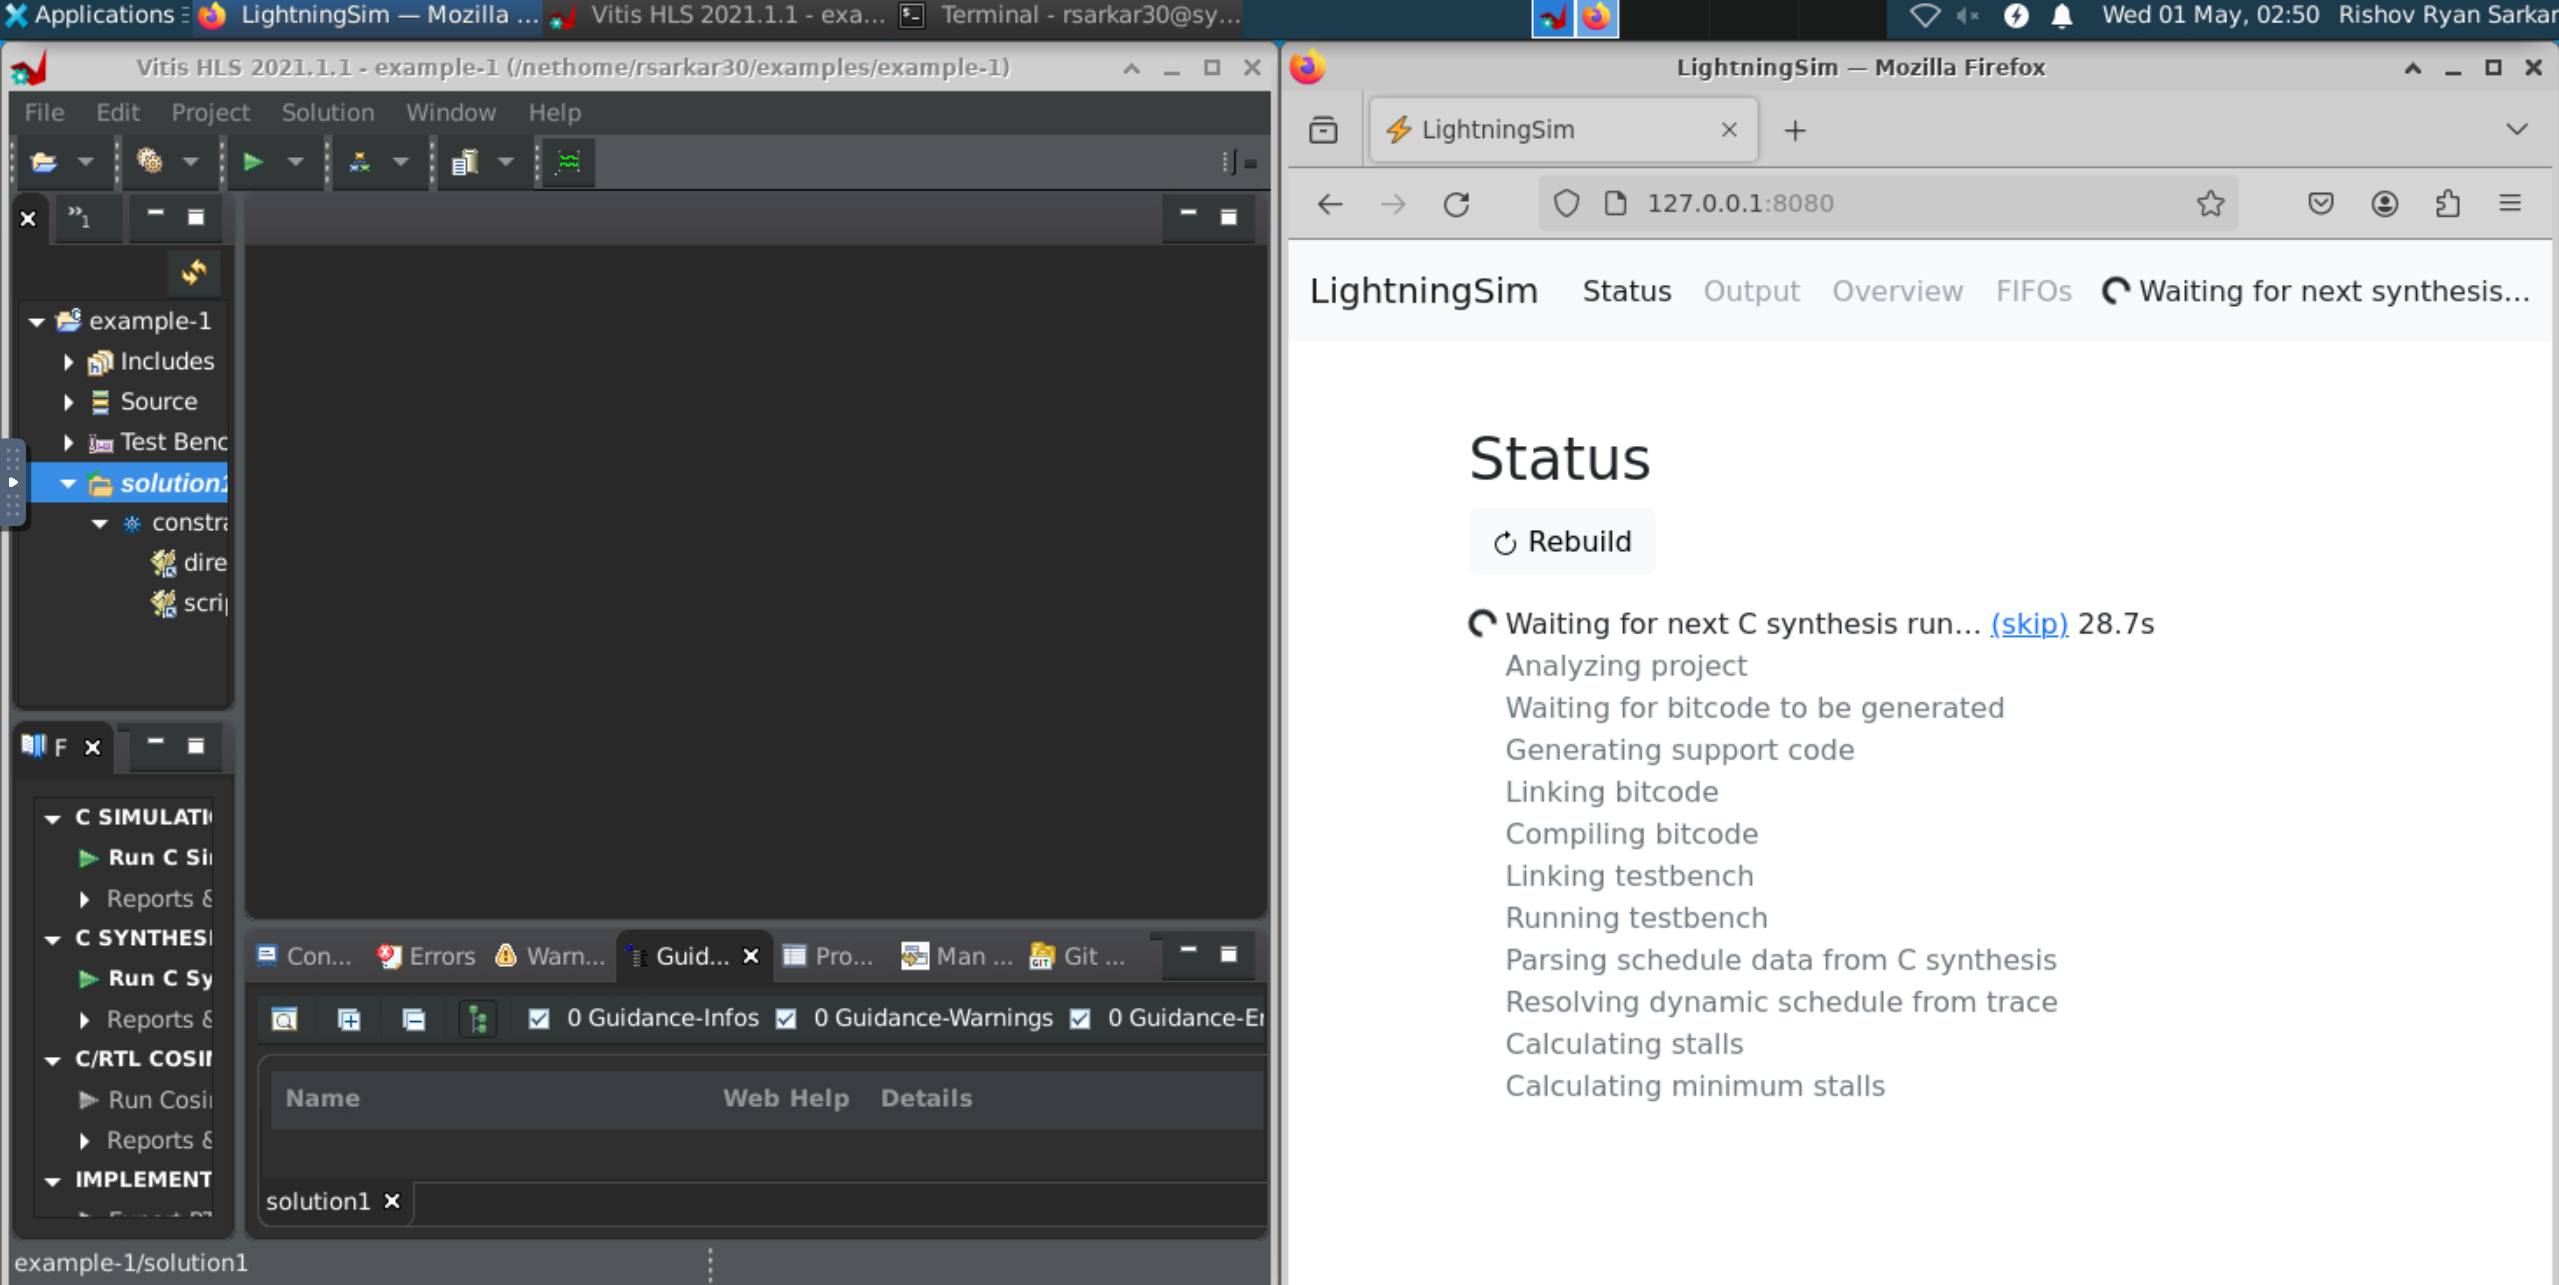 Applications
LightningSim — Mozilla ...
Vitis HLS 2021.1.1 - exa...
Terminal - rsarkar30@sy...
Wed 01 May, 02:50
Rishov Ryan Sarkar
Vitis HLS 2021.1.1 - example-1 (/nethome/rsarkar30/examples/example-1)
File Edit Project Solution Window Help
»1
example-1
Includes
Source
Test Benc
solution1
constra
dire
scrip
F
C SIMULATI
Run C Si
Reports &
C SYNTHESI
Run C Sy
Reports &
C/RTL COSI
Run Cosi
Reports &
IMPLEMENT
Con... Errors Warn... Guid... Pro... Man ... Git ...
0 Guidance-Infos 0 Guidance-Warnings 0 Guidance-Er
Name Web Help Details
solution1
example-1/solution1
LightningSim — Mozilla Firefox
LightningSim
127.0.0.1:8080
LightningSim Status Output Overview FIFOs Waiting for next synthesis...
Status
Rebuild
Waiting for next C synthesis run... (skip) 28.7s
Analyzing project
Waiting for bitcode to be generated
Generating support code
Linking bitcode
Compiling bitcode
Linking testbench
Running testbench
Parsing schedule data from C synthesis
Resolving dynamic schedule from trace
Calculating stalls
Calculating minimum stalls